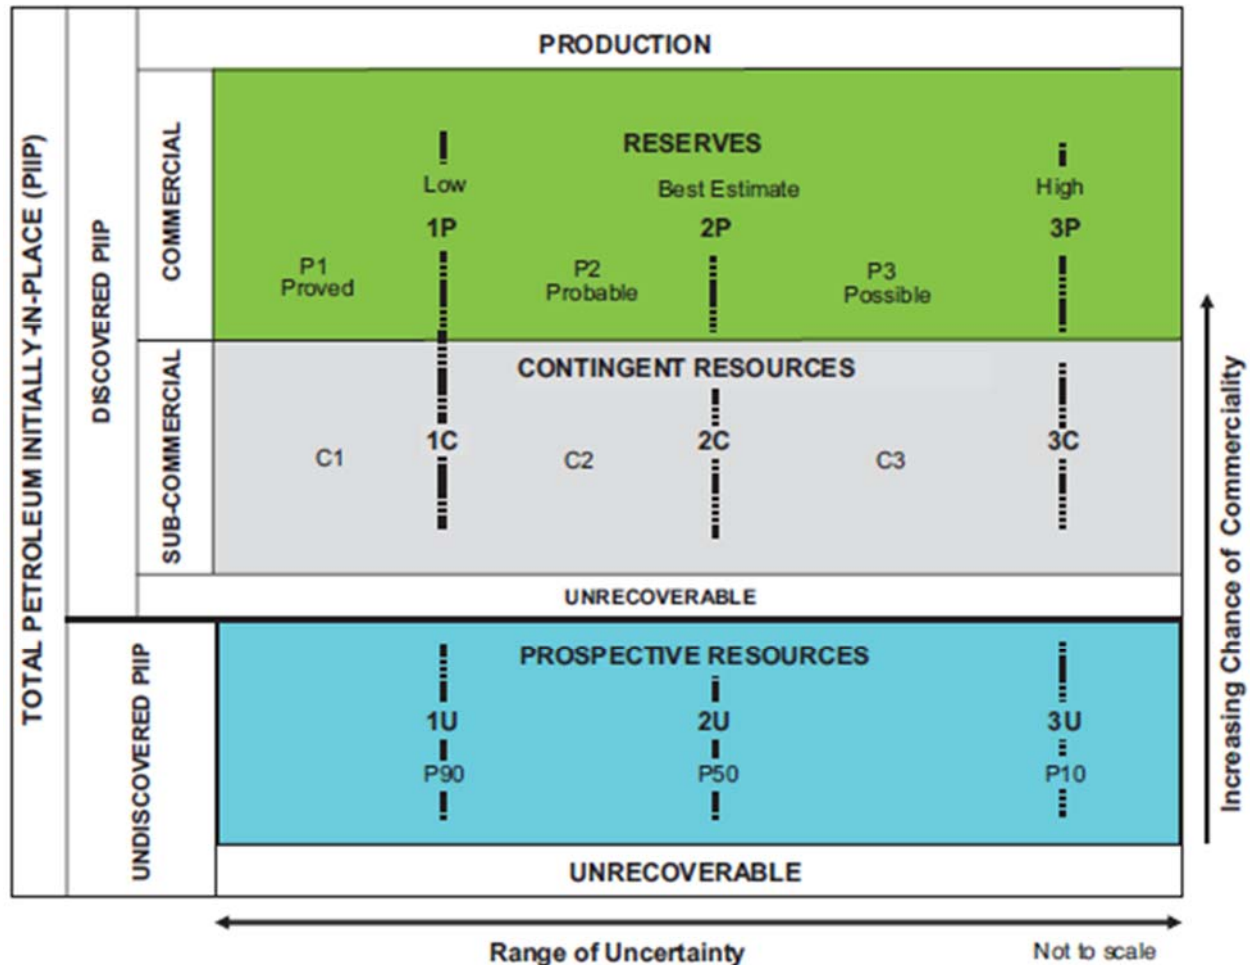 TOTAL PETROLEUM INITIALLY-IN-PLACE (PIIP)
DISCOVERED PIIP
UNDISCOVERED PIIP
COMMERCIAL
SUB-COMMERCIAL
PRODUCTION
RESERVES
Low
Best Estimate
High
1P
2P
3P
P1
Proved
P2
Probable
P3
Possible
CONTINGENT RESOURCES
1C
2C
3C
C1
C2
C3
UNRECOVERABLE
PROSPECTIVE RESOURCES
1U
2U
3U
P90
P50
P10
UNRECOVERABLE
Increasing Chance of Commerciality
Range of Uncertainty
Not to scale